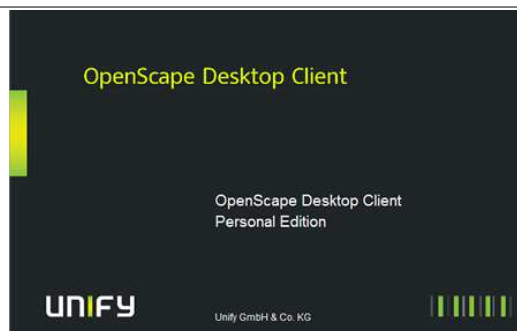 OpenScape Desktop Client
OpenScape Desktop Client
Personal Edition
UNIFY
Unify GmbH & Co. KG